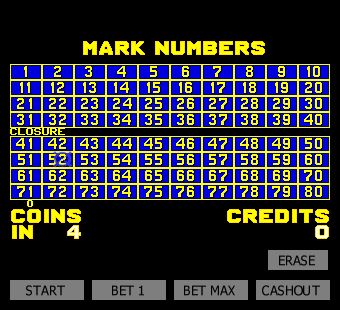 MARK NUMBERS
1 2 3 4 5 6 7 8 9 10
11 12 13 14 15 16 17 18 19 20
21 22 23 24 25 26 27 28 29 30
31 32 33 34 35 36 37 38 39 40
CLOSURE
41 42 43 44 45 46 47 48 49 50
51 52 53 54 55 56 57 58 59 60
61 62 63 64 65 66 67 68 69 70
71 72 73 74 75 76 77 78 79 80
0
COINS CREDITS
IN 4 0
ERASE
START BET 1 BET MAX CASHOUT